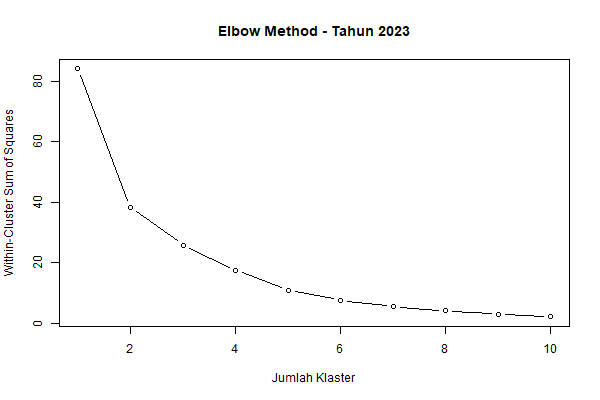 Elbow Method - Tahun 2023
Within-Cluster Sum of Squares
80
60
40
20
0
2 4 6 8 10
Jumlah Klaster